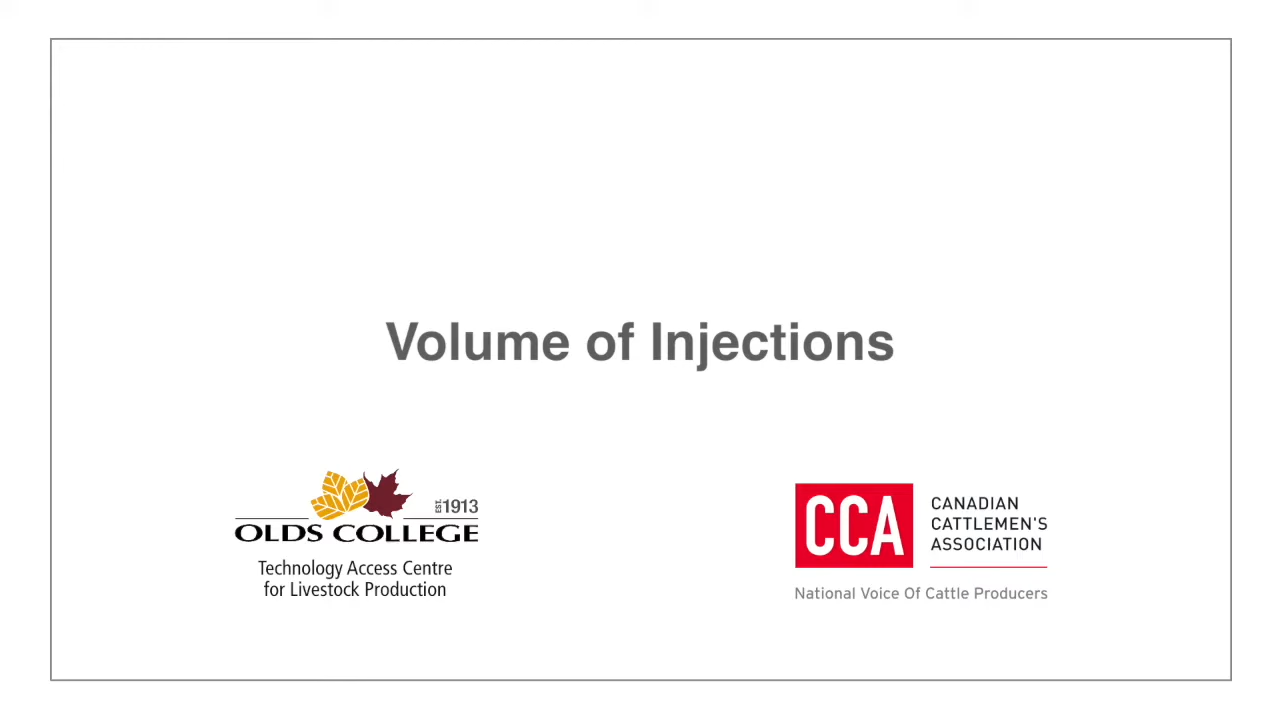 Volume of Injections
EST. 1913
OLDS COLLEGE
Technology Access Centre
for Livestock Production
CCA
CANADIAN
CATTLEMEN'S
ASSOCIATION
National Voice Of Cattle Producers